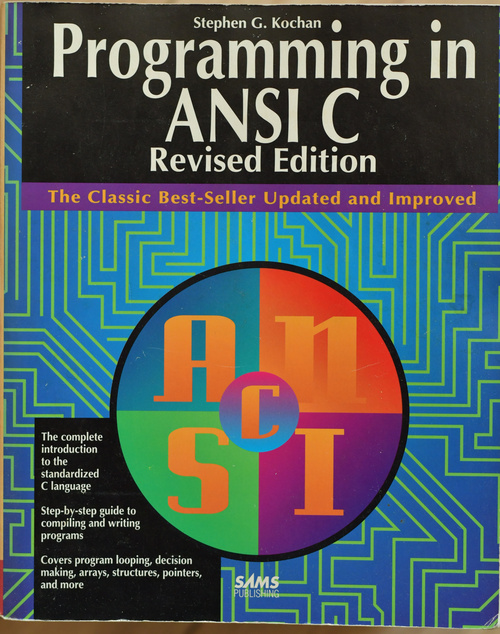 Stephen G. Kochan
Programming in
ANSI C
Revised Edition
The Classic Best-Seller Updated and Improved
A N
C
S I
The complete
introduction
to the
standardized
C language
Step-by-step guide to
compiling and writing
programs
Covers program looping, decision
making, arrays, structures, pointers,
and more
SAMS
PUBLISHING